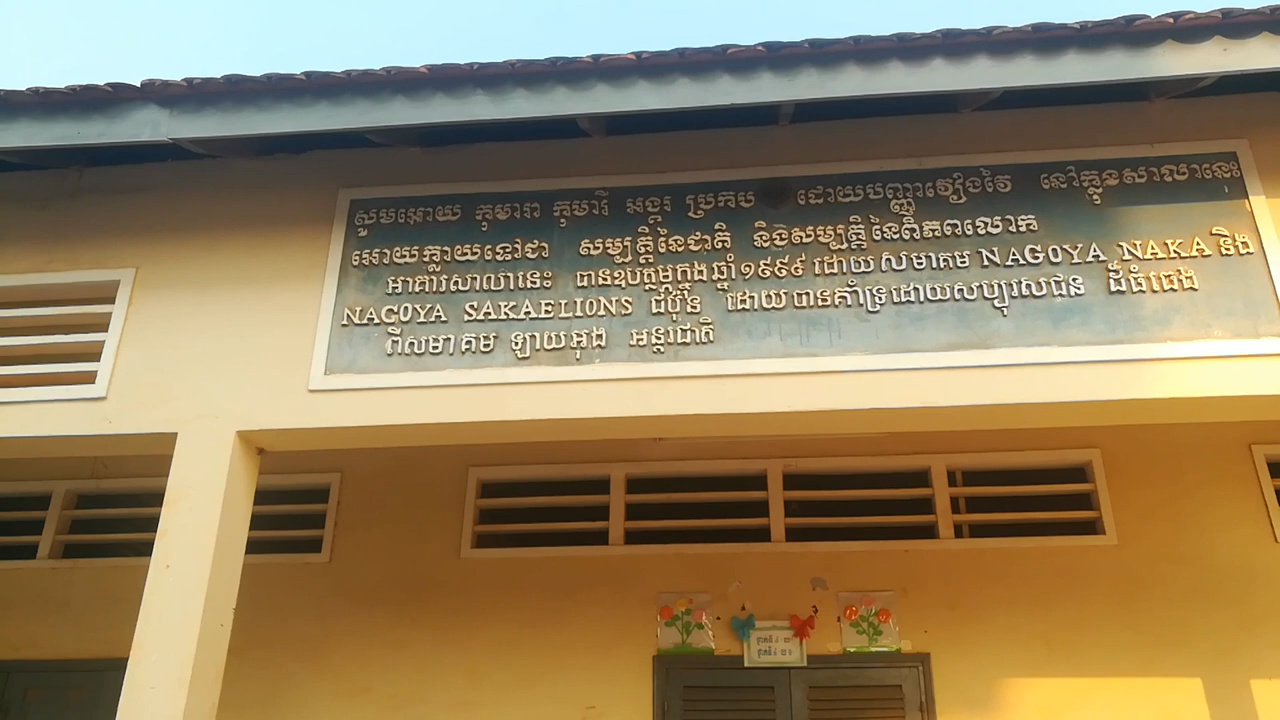 សូមអោយ កុមារា កុមារី អង្គរ ប្រកប ដោយបញ្ញាវៀងវៃ នៅក្នុងសាលានេះ
អោយក្លាយទៅជា សម្បត្តិនៃជាតិ និងសម្បត្តិនៃពិភពលោក
អាគារសាលានេះ បានឧបត្ថម្ភក្នុងឆ្នាំ ១៩៩៩ ដោយសមាគម NAGOYA NAKA និង
NAGOYA SAKAELIONS ជប៉ុន ដោយបានគាំទ្រដោយសប្បុរសជន ដ៏ធំធេង
ពីសមាគម ឡាយអុង អន្តរជាតិ